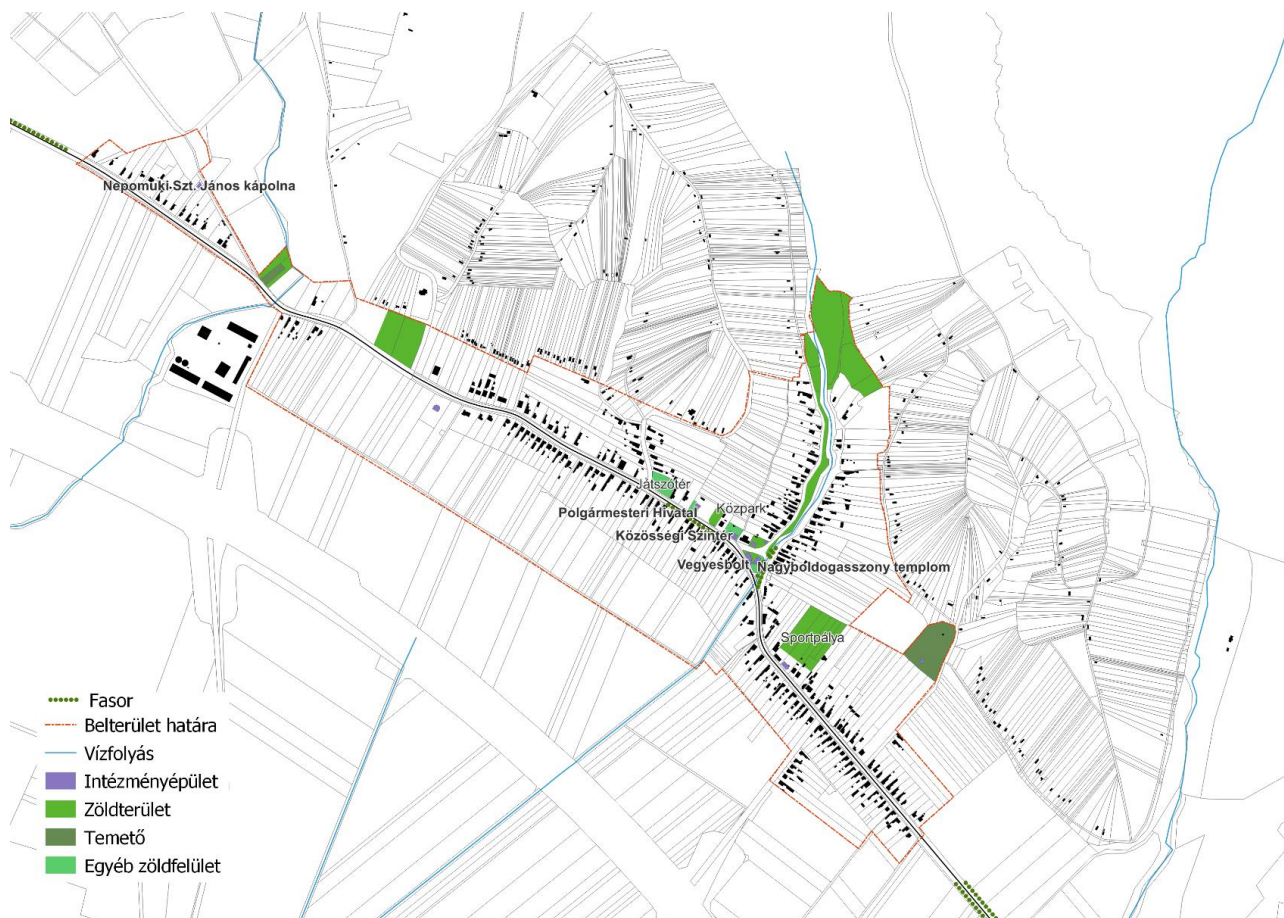 Nepomuki Szt. János kápolna
Játszótér
Középark
Polgármesteri Hivatal
Közösségi Színtér
Vegyesbolt
Nagyboldogasszony templom
Sportpálya
Fasor
Belterület határa
Vízfolyás
Intézményépület
Zöldterület
Temető
Egyéb zöldfelület